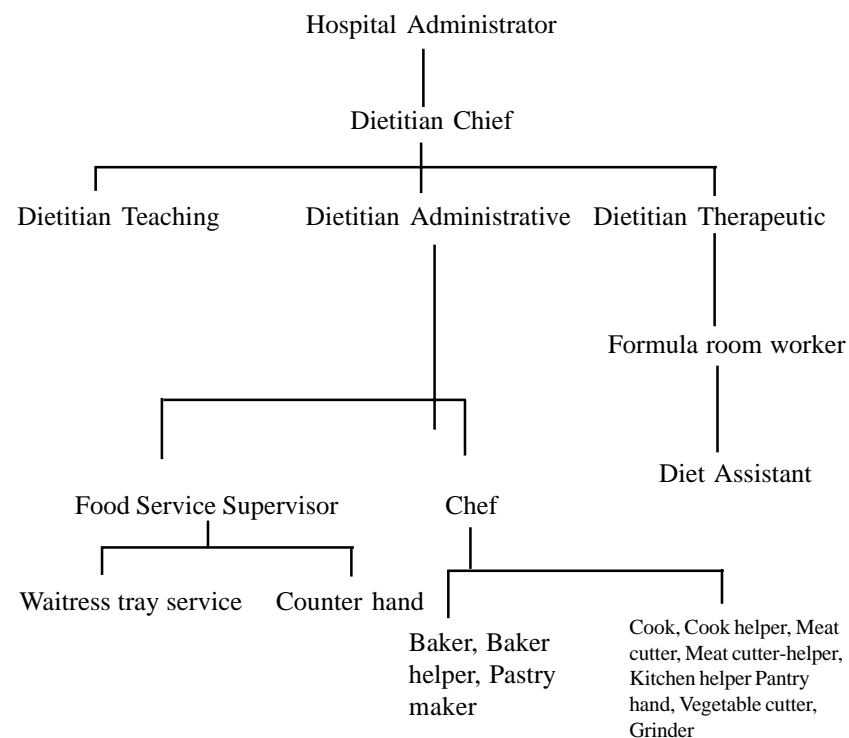 Hospital Administrator
Dietitian Chief
Dietitian Teaching
Dietitian Administrative
Dietitian Therapeutic
Formula room worker
Diet Assistant
Food Service Supervisor
Chef
Waitress tray service
Counter hand
Baker, Baker
helper, Pastry
maker
Cook, Cook helper, Meat
cutter, Meat cutter-helper,
Kitchen helper Pantry
hand, Vegetable cutter,
Grinder